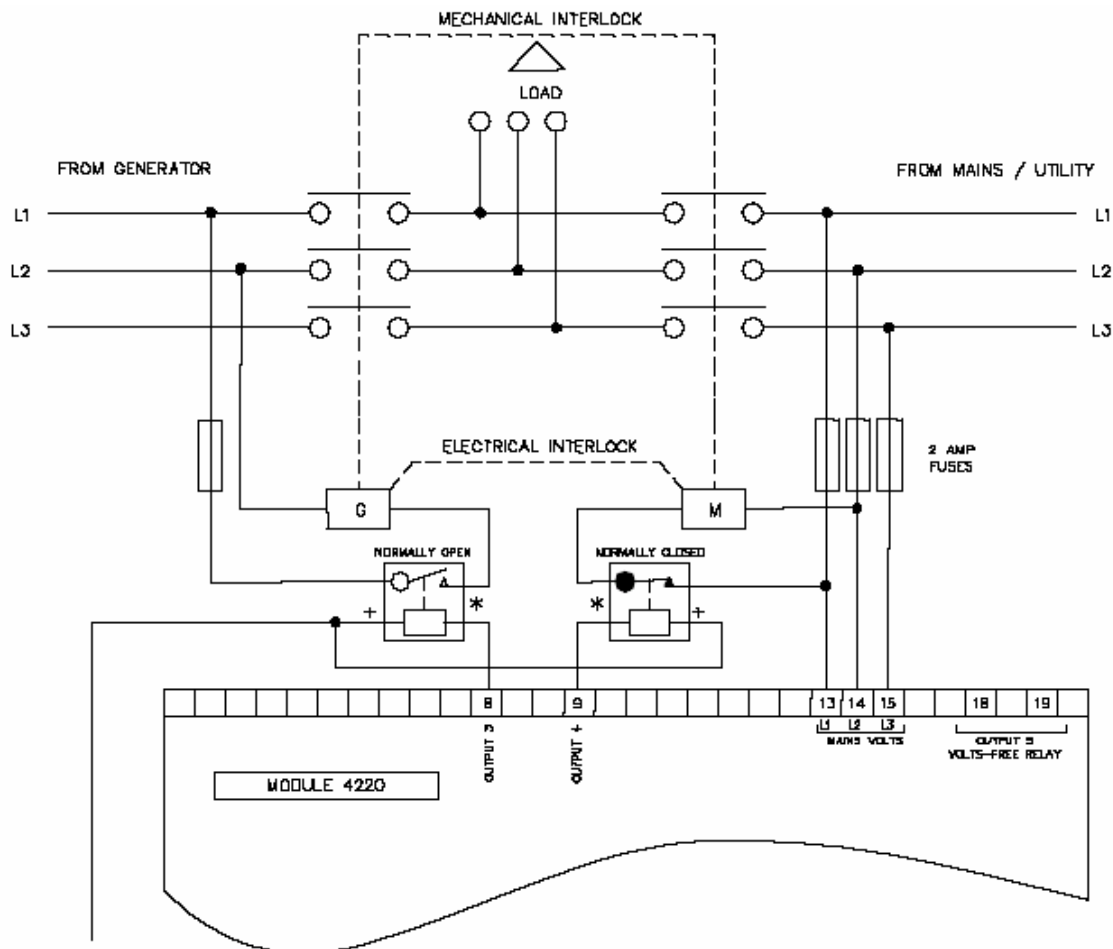 MECHANICAL INTERLOCK
LOAD
FROM GENERATOR
FROM MAINS / UTILITY
L1
L1
L2
L2
L3
L3
2 AMP
FUSES
ELECTRICAL INTERLOCK
G
M
NORMALLY OPEN
NORMALLY CLOSED
+
*
*
+
8
9
13
14
15
18
19
L1
L2
L3
MAINS VOLTS
OUTPUT 3
OUTPUT 4
OUTPUT 5
VOLTS-FREE RELAY
MODULE 4220